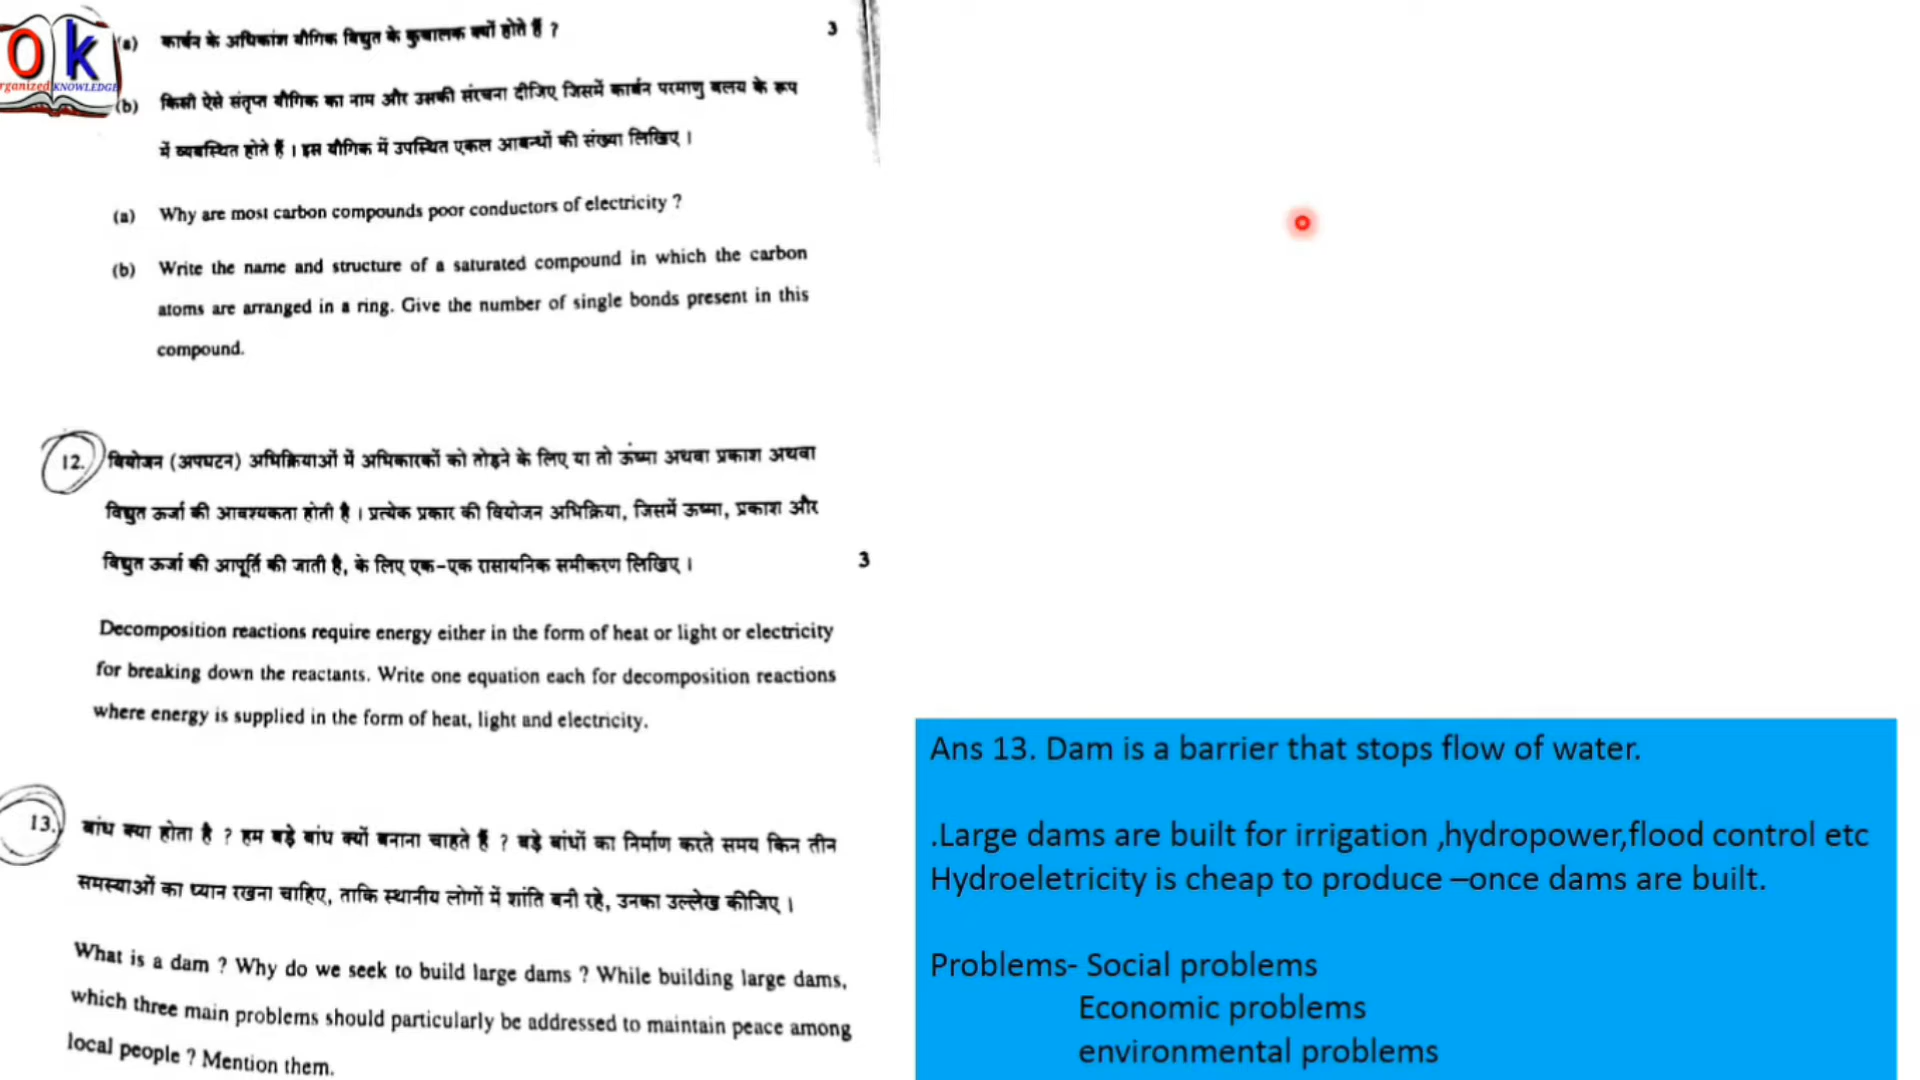 Ok
Organized KNOWLEDGE
(a) कार्बन के अधिकांश यौगिक विद्युत के कुचालक क्यों होते हैं ? 3
(b) किसी ऐसे संतृप्त यौगिक का नाम और उसकी संरचना दीजिए जिसमें कार्बन परमाणु वलय के रूप
में व्यवस्थित होते हैं । इस यौगिक में उपस्थित एकल आबन्धों की संख्या लिखिए ।
(a) Why are most carbon compounds poor conductors of electricity ?
(b) Write the name and structure of a saturated compound in which the carbon
atoms are arranged in a ring. Give the number of single bonds present in this
compound.
12. वियोजन (अपघटन) अभिक्रियाओं में अभिकारकों को तोड़ने के लिए या तो ऊष्मा अथवा प्रकाश अथवा
विद्युत ऊर्जा की आवश्यकता होती है । प्रत्येक प्रकार की वियोजन अभिक्रिया, जिसमें ऊष्मा, प्रकाश और
विद्युत ऊर्जा की आपूर्ति की जाती है, के लिए एक-एक रासायनिक समीकरण लिखिए । 3
Decomposition reactions require energy either in the form of heat or light or electricity
for breaking down the reactants. Write one equation each for decomposition reactions
where energy is supplied in the form of heat, light and electricity.
13. बांध क्या होता है ? हम बड़े बांध क्यों बनाना चाहते हैं ? बड़े बांधों का निर्माण करते समय किन तीन
समस्याओं का ध्यान रखना चाहिए, ताकि स्थानीय लोगों में शांति बनी रहे, उनका उल्लेख कीजिए ।
What is a dam ? Why do we seek to build large dams ? While building large dams,
which three main problems should particularly be addressed to maintain peace among
local people ? Mention them.
Ans 13. Dam is a barrier that stops flow of water.
.Large dams are built for irrigation ,hydropower,flood control etc
Hydroeletricity is cheap to produce –once dams are built.
Problems- Social problems
Economic problems
environmental problems